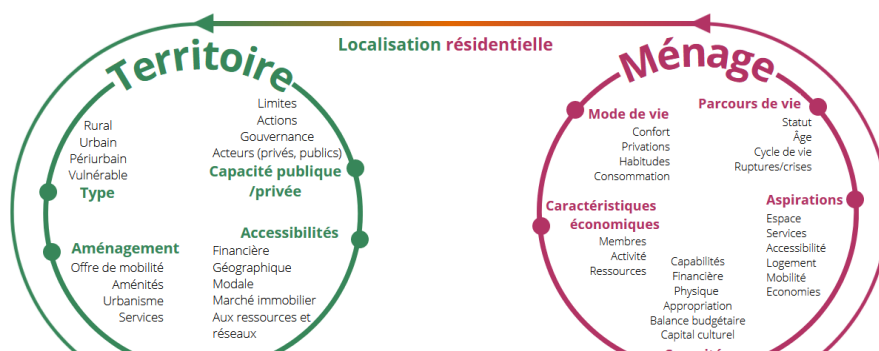 Localisation résidentielle
Territoire
Rural
Urbain
Périurbain
Vulnérable
Type
Limites
Actions
Gouvernance
Acteurs (privés, publics)
Capacité publique
/privée
Aménagement
Offre de mobilité
Aménités
Urbanisme
Services
Accessibilités
Financière
Géographique
Modale
Marché immobilier
Aux ressources et
réseaux
Ménage
Mode de vie
Confort
Privations
Habitudes
Consommation
Parcours de vie
Statut
Âge
Cycle de vie
Ruptures/crises
Caractéristiques
économiques
Membres
Activité
Ressources
Aspirations
Espace
Services
Accessibilité
Logement
Mobilité
Economies
Capabilités
Financière
Physique
Appropriation
Balance budgétaire
Capital culturel